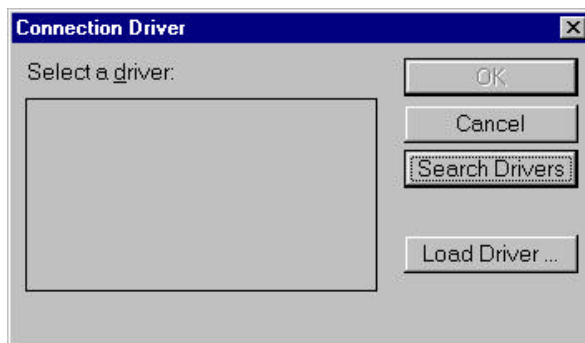 Connection Driver
Select a driver:
OK
Cancel
Search Drivers
Load Driver ...